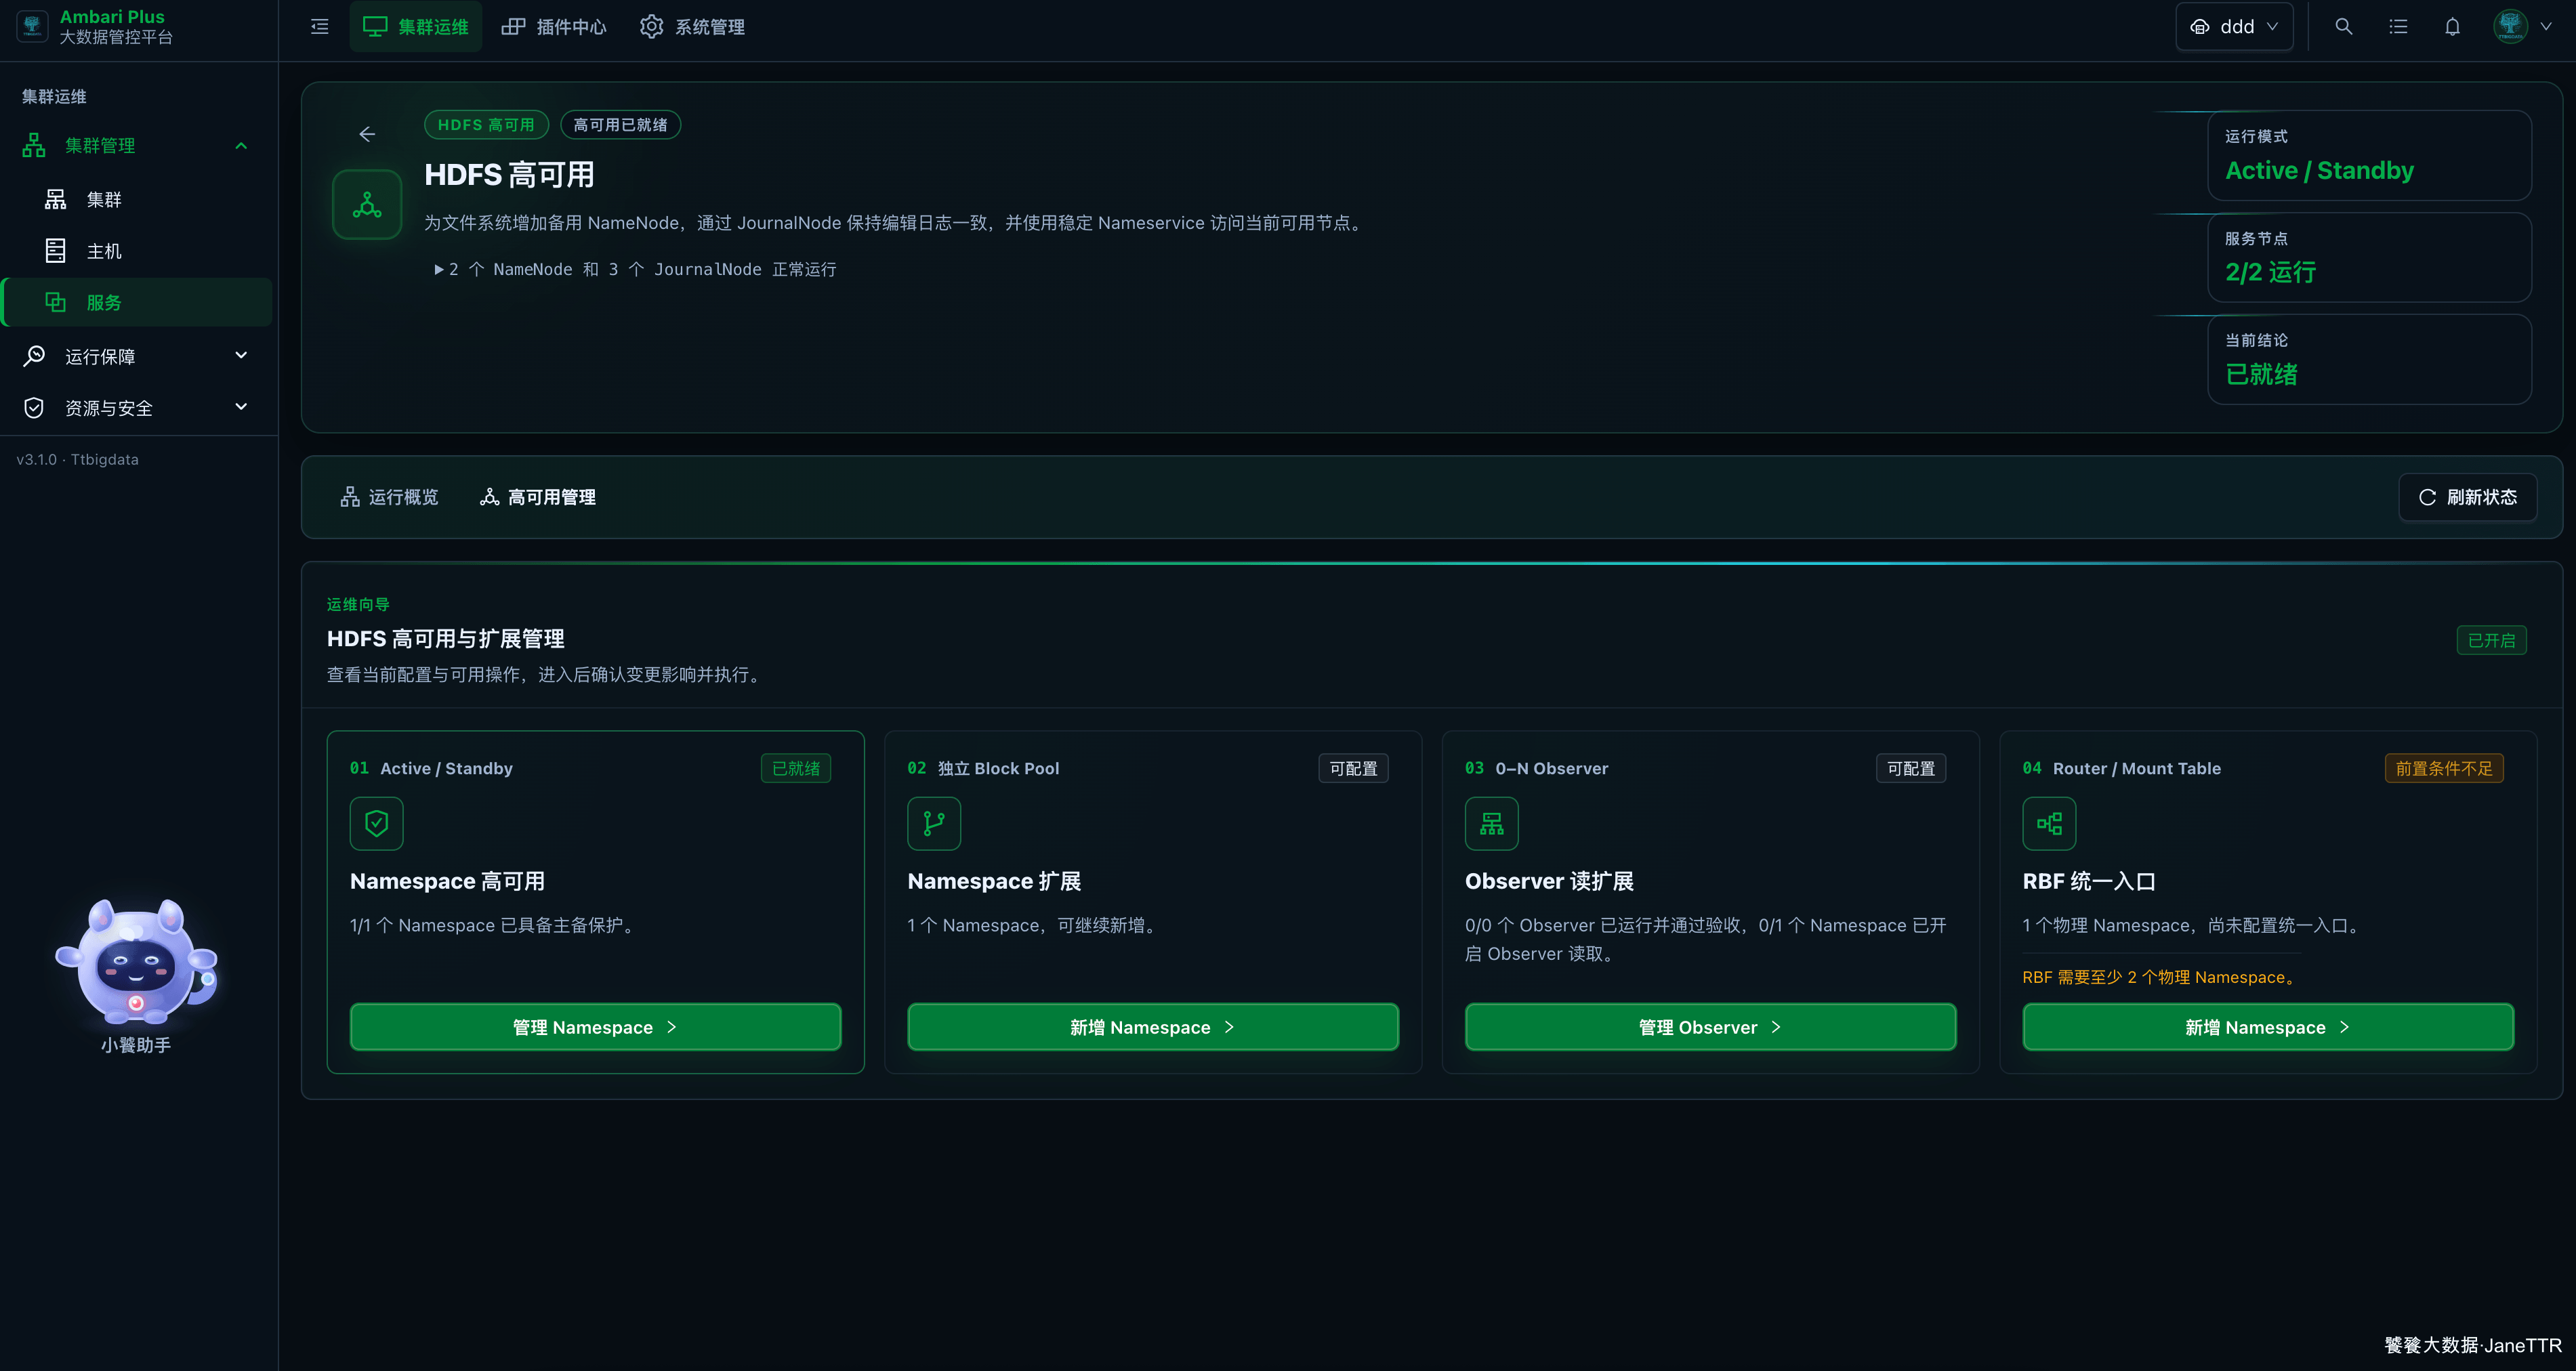 Ambari Plus
大数据管控平台
集群运维
插件中心
系统管理
ddd
集群运维
集群管理
集群
主机
服务
运行保障
资源与安全
v3.1.0 · Ttbigdata
小饕助手
HDFS 高可用
高可用已就绪
HDFS 高可用
为文件系统增加备用 NameNode，通过 JournalNode 保持编辑日志一致，并使用稳定 Nameservice 访问当前可用节点。
2 个 NameNode 和 3 个 JournalNode 正常运行
运行模式
Active / Standby
服务节点
2/2 运行
当前结论
已就绪
运行概览
高可用管理
刷新状态
运维向导
HDFS 高可用与扩展管理
查看当前配置与可用操作，进入后确认变更影响并执行。
已开启
01 Active / Standby
已就绪
Namespace 高可用
1/1 个 Namespace 已具备主备保护。
管理 Namespace
02 独立 Block Pool
可配置
Namespace 扩展
1 个 Namespace，可继续新增。
新增 Namespace
03 0–N Observer
可配置
Observer 读扩展
0/0 个 Observer 已运行并通过验收，0/1 个 Namespace 已开
启 Observer 读取。
管理 Observer
04 Router / Mount Table
前置条件不足
RBF 统一入口
1 个物理 Namespace，尚未配置统一入口。
RBF 需要至少 2 个物理 Namespace。
新增 Namespace
饕餮大数据·JaneTTR